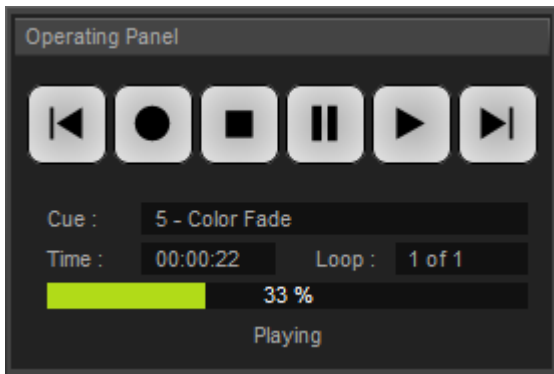 Operating Panel
Cue : 5 - Color Fade
Time : 00:00:22 Loop : 1 of 1
33 %
Playing